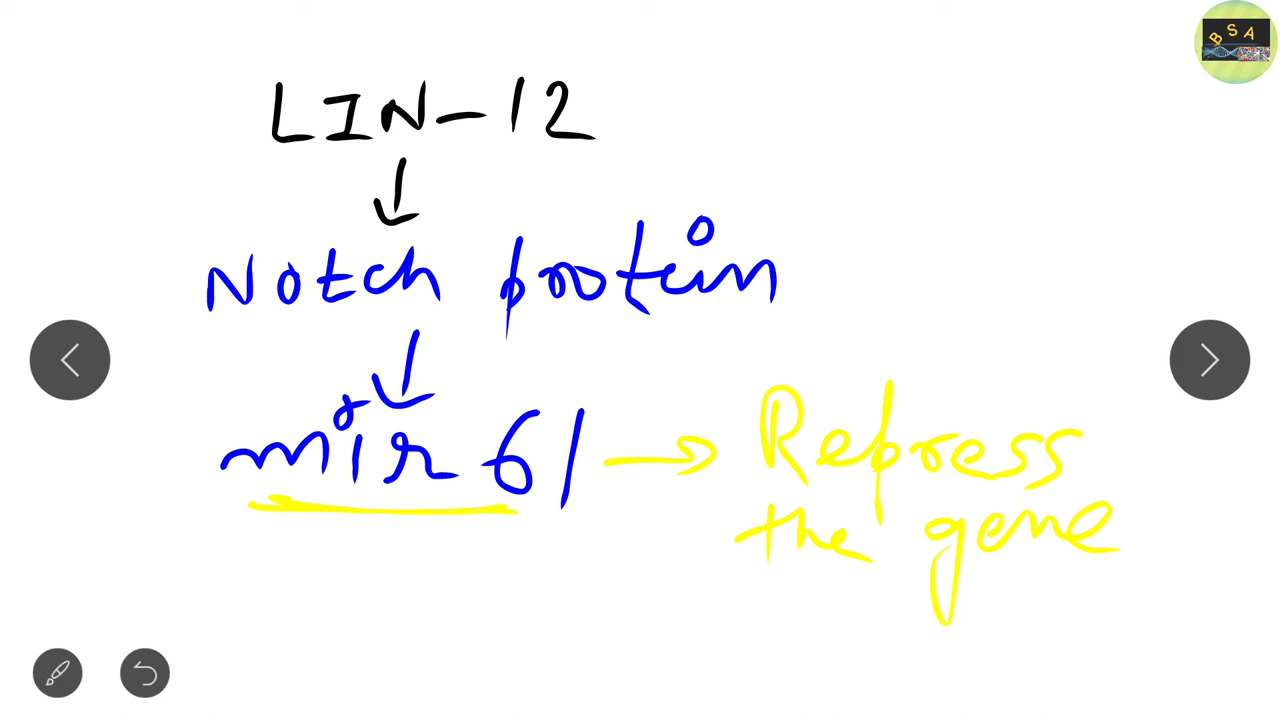 BSA
LIN-12
Notch protein
mir 61
Repress
the gene